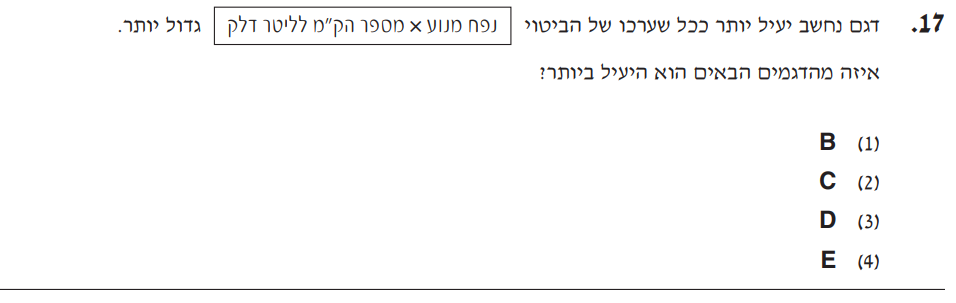 17. דגם נחשב יעיל יותר ככל שערכו של הביטוי נפח מנוע × מספר הק"מ לליטר דלק גדול יותר.
איזה מהדגמים הבאים הוא היעיל ביותר?
(1) B
(2) C
(3) D
(4) E